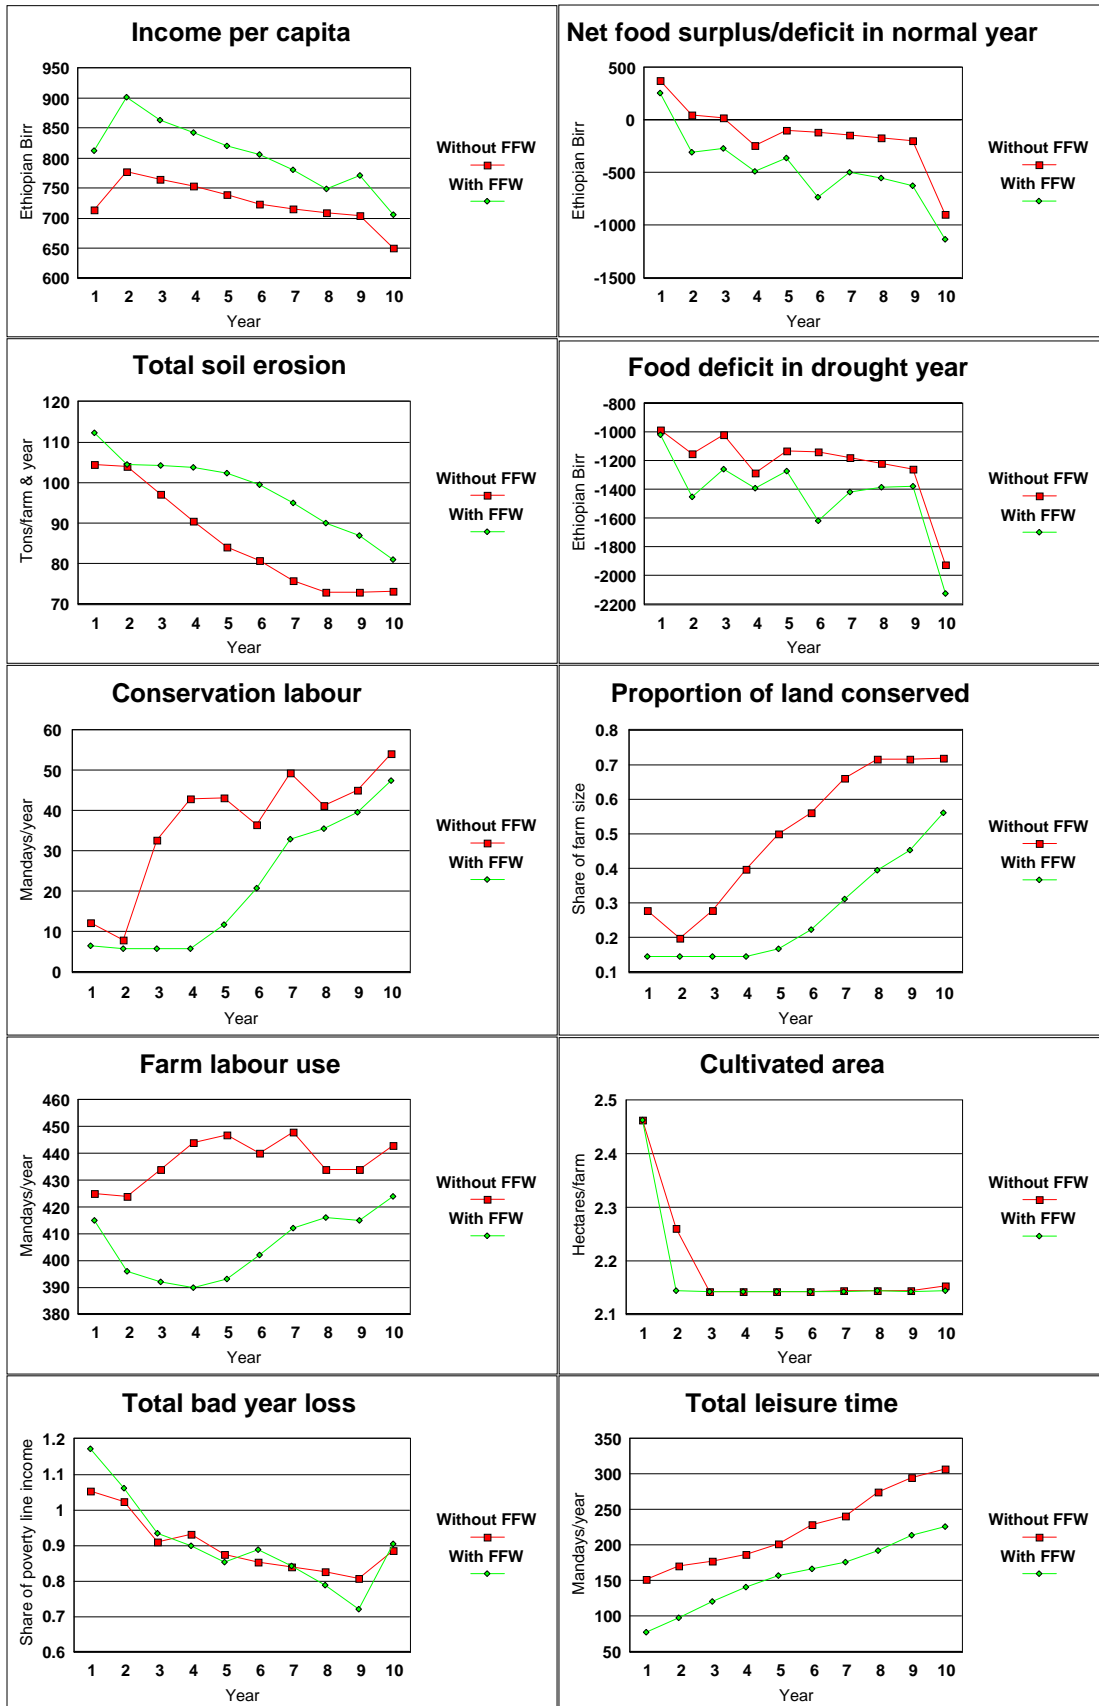 Income per capita
950
900
850
800
750
700
650
600
Ethiopian Birr
1 2 3 4 5 6 7 8 9 10
Year
Without FFW
With FFW
Net food surplus/deficit in normal year
500
0
-500
-1000
-1500
Ethiopian Birr
1 2 3 4 5 6 7 8 9 10
Year
Without FFW
With FFW
Total soil erosion
120
110
100
90
80
70
Tons/farm & year
1 2 3 4 5 6 7 8 9 10
Year
Without FFW
With FFW
Food deficit in drought year
-800
-1000
-1200
-1400
-1600
-1800
-2000
-2200
Ethiopian Birr
1 2 3 4 5 6 7 8 9 10
Year
Without FFW
With FFW
Conservation labour
60
50
40
30
20
10
0
Mandays/year
1 2 3 4 5 6 7 8 9 10
Year
Without FFW
With FFW
Proportion of land conserved
0.8
0.7
0.6
0.5
0.4
0.3
0.2
0.1
Share of farm size
1 2 3 4 5 6 7 8 9 10
Year
Without FFW
With FFW
Farm labour use
460
450
440
430
420
410
400
390
380
Mandays/year
1 2 3 4 5 6 7 8 9 10
Year
Without FFW
With FFW
Cultivated area
2.5
2.4
2.3
2.2
2.1
Hectares/farm
1 2 3 4 5 6 7 8 9 10
Year
Without FFW
With FFW
Total bad year loss
1.2
1.1
1
0.9
0.8
0.7
0.6
Share of poverty line income
1 2 3 4 5 6 7 8 9 10
Year
Without FFW
With FFW
Total leisure time
350
300
250
200
150
100
50
Mandays/year
1 2 3 4 5 6 7 8 9 10
Year
Without FFW
With FFW